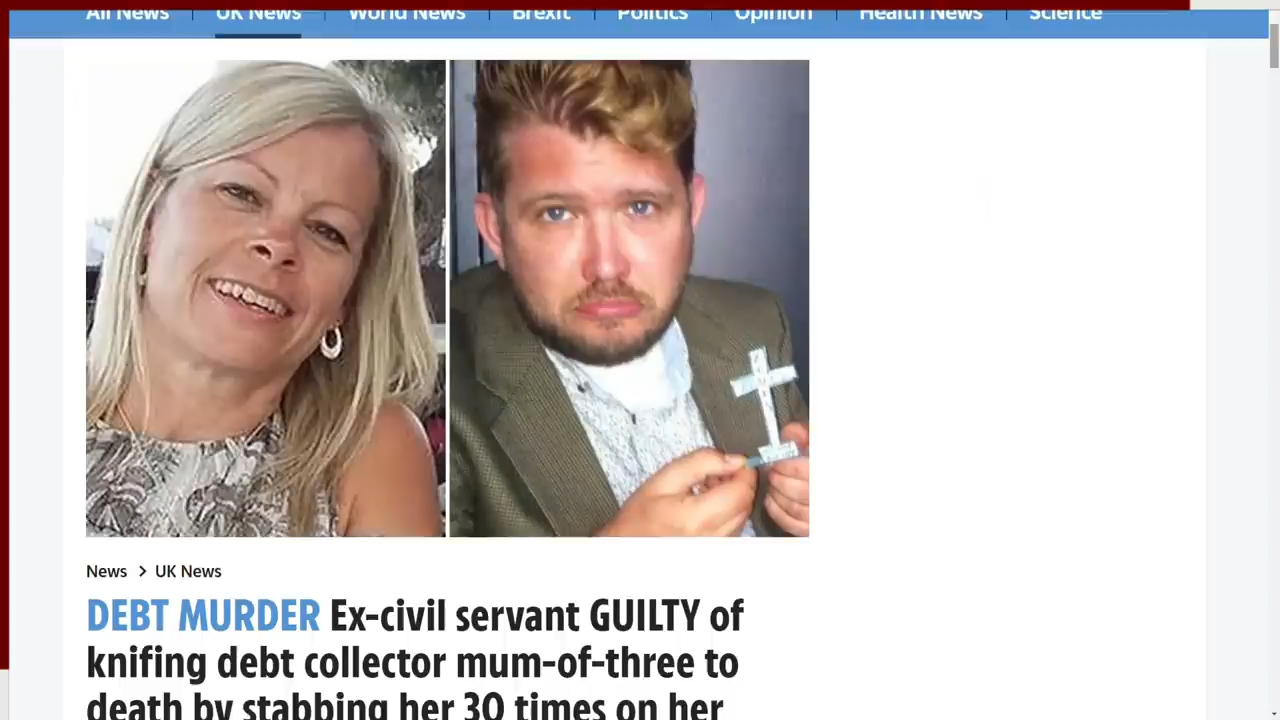 All News UK News World News Brexit Politics Opinion Health News Science
News > UK News
DEBT MURDER Ex-civil servant GUILTY of
knifing debt collector mum-of-three to
death by stabbing her 30 times on her